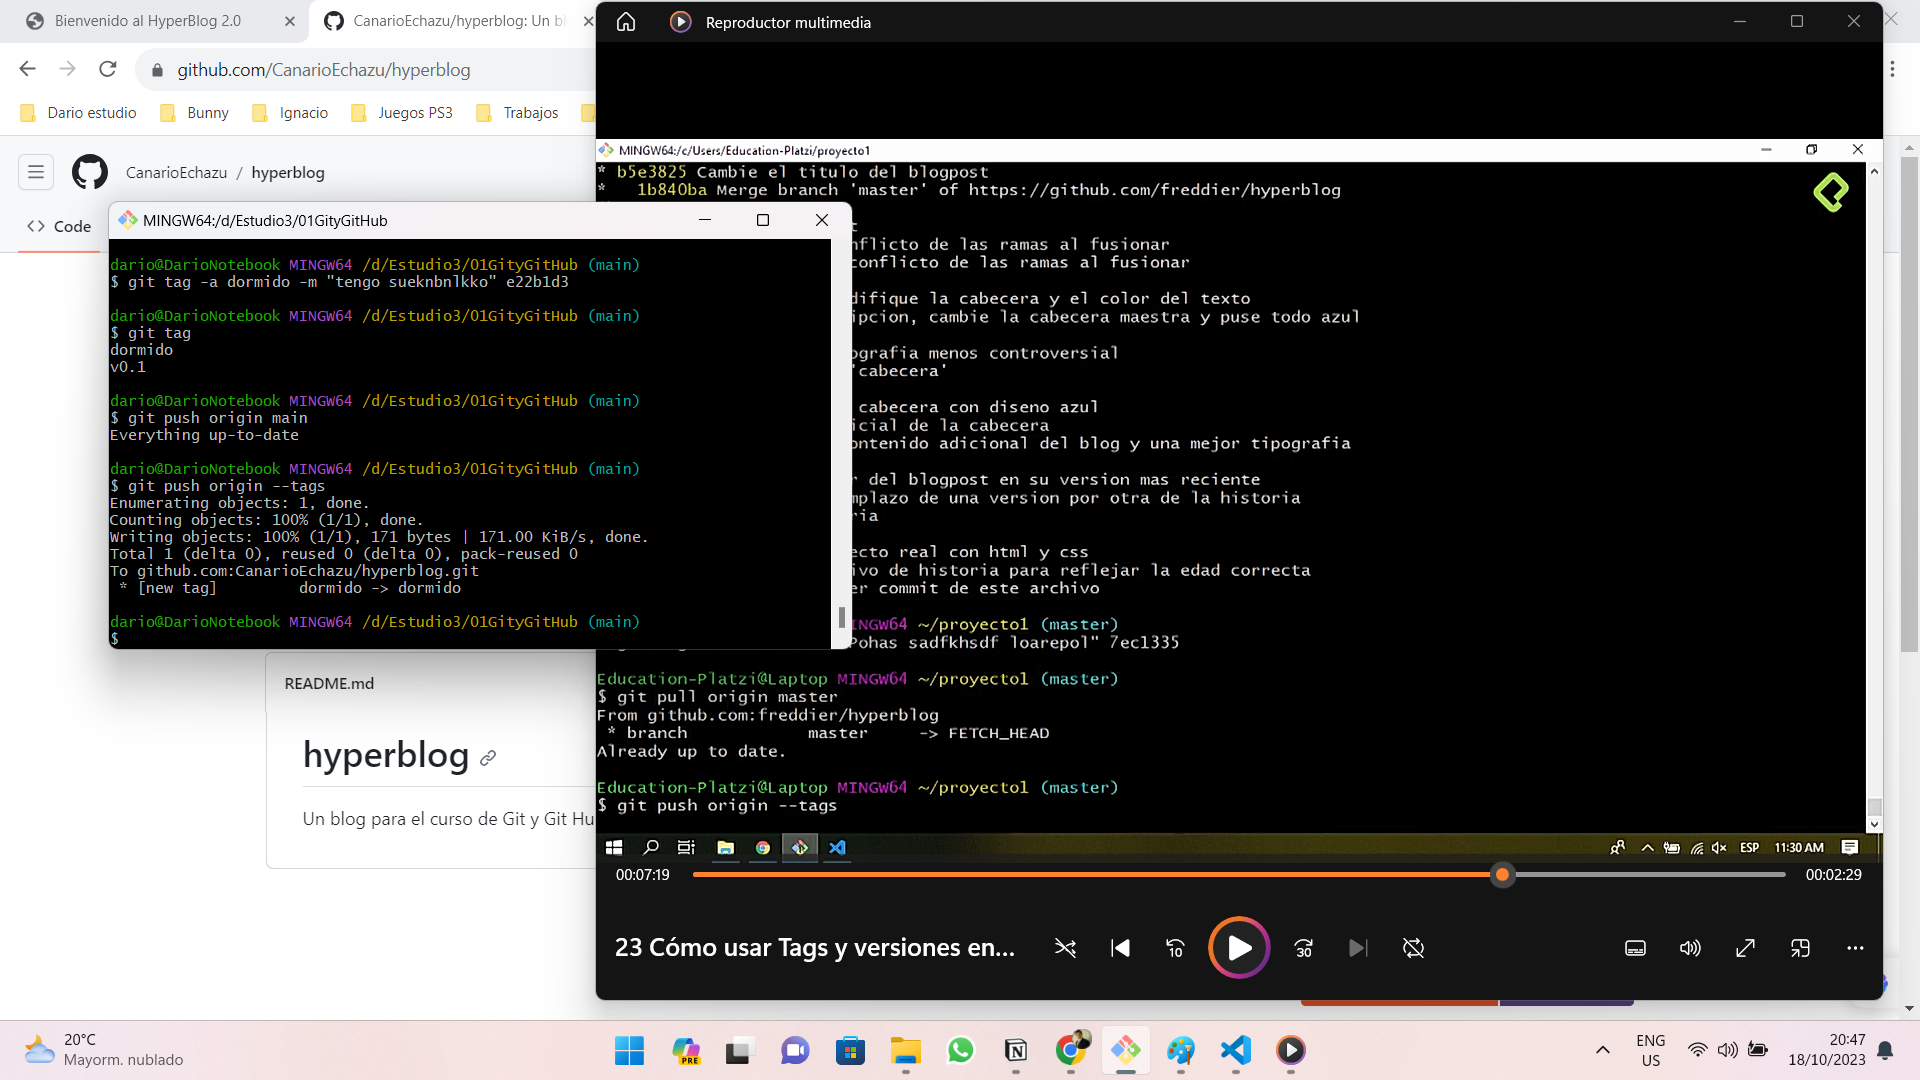 Bienvenido al HyperBlog 2.0
CanarioEchazu/hyperblog: Un bl
github.com/CanarioEchazu/hyperblog
Dario estudio
Bunny
Ignacio
Juegos PS3
Trabajos
CanarioEchazu / hyperblog
Code
MINGW64:/d/Estudio3/01GityGitHub
dario@DarioNotebook MINGW64 /d/Estudio3/01GityGitHub (main)
$ git tag -a dormido -m "tengo sueknbnlkko" e22b1d3
dario@DarioNotebook MINGW64 /d/Estudio3/01GityGitHub (main)
$ git tag
dormido
v0.1
dario@DarioNotebook MINGW64 /d/Estudio3/01GityGitHub (main)
$ git push origin main
Everything up-to-date
dario@DarioNotebook MINGW64 /d/Estudio3/01GityGitHub (main)
$ git push origin --tags
Enumerating objects: 1, done.
Counting objects: 100% (1/1), done.
Writing objects: 100% (1/1), 171 bytes | 171.00 KiB/s, done.
Total 1 (delta 0), reused 0 (delta 0), pack-reused 0
To github.com:CanarioEchazu/hyperblog.git
* [new tag] dormido -> dormido
dario@DarioNotebook MINGW64 /d/Estudio3/01GityGitHub (main)
$
README.md
hyperblog
Un blog para el curso de Git y Git Hu
Reproductor multimedia
MINGW64:/c/Users/Education-Platzi/proyecto1
* b5e3825 Cambie el titulo del blogpost
* 1b840ba Merge branch 'master' of https://github.com/freddier/hyperblog
t
nflicto de las ramas al fusionar
conflicto de las ramas al fusionar
difique la cabecera y el color del texto
ipcion, cambie la cabecera maestra y puse todo azul
ografia menos controversial
'cabecera'
cabecera con diseno azul
icial de la cabecera
ontenido adicional del blog y una mejor tipografia
r del blogpost en su version mas reciente
mplazo de una version por otra de la historia
ria
ecto real con html y css
ivo de historia para reflejar la edad correcta
er commit de este archivo
INGW64 ~/proyecto1 (master)
Pohas sadfkhsdf loarepol" 7ec1335
Education-Platzi@Laptop MINGW64 ~/proyecto1 (master)
$ git pull origin master
From github.com:freddier/hyperblog
* branch master -> FETCH_HEAD
Already up to date.
Education-Platzi@Laptop MINGW64 ~/proyecto1 (master)
$ git push origin --tags
ESP
11:30 AM
00:07:19
00:02:29
23 Cómo usar Tags y versiones en...
10
30
20°C
Mayorm. nublado
PRE
ENG
US
20:47
18/10/2023